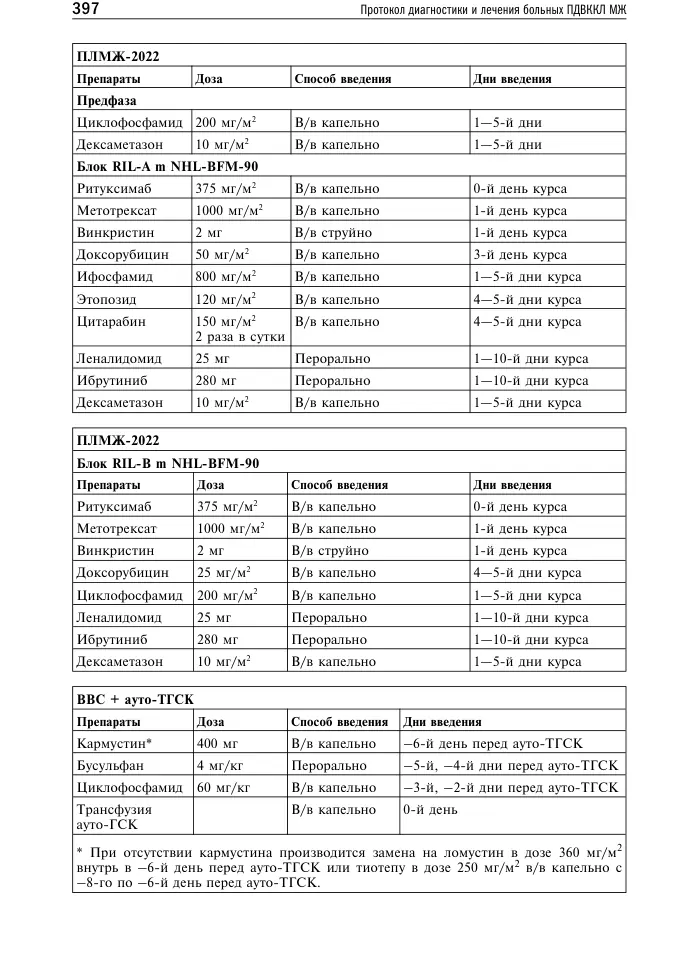 397 Протокол диагностики и лечения больных ПДВККЛ МЖ
ПЛМЖ-2022
Препараты Доза Способ введения Дни введения
Предфаза
Циклофосфамид 200 мг/м² В/в капельно 1—5-й дни
Дексаметазон 10 мг/м² В/в капельно 1—5-й дни
Блок RIL-A m NHL-BFM-90
Ритуксимаб 375 мг/м² В/в капельно 0-й день курса
Метотрексат 1000 мг/м² В/в капельно 1-й день курса
Винкристин 2 мг В/в струйно 1-й день курса
Доксорубицин 50 мг/м² В/в капельно 3-й день курса
Ифосфамид 800 мг/м² В/в капельно 1—5-й дни курса
Этопозид 120 мг/м² В/в капельно 4—5-й дни курса
Цитарабин 150 мг/м² В/в капельно 4—5-й дни курса
2 раза в сутки
Леналидомид 25 мг Перорально 1—10-й дни курса
Ибрутиниб 280 мг Перорально 1—10-й дни курса
Дексаметазон 10 мг/м² В/в капельно 1—5-й дни курса
ПЛМЖ-2022
Блок RIL-B m NHL-BFM-90
Препараты Доза Способ введения Дни введения
Ритуксимаб 375 мг/м² В/в капельно 0-й день курса
Метотрексат 1000 мг/м² В/в капельно 1-й день курса
Винкристин 2 мг В/в струйно 1-й день курса
Доксорубицин 25 мг/м² В/в капельно 4—5-й дни курса
Циклофосфамид 200 мг/м² В/в капельно 1—5-й дни курса
Леналидомид 25 мг Перорально 1—10-й дни курса
Ибрутиниб 280 мг Перорально 1—10-й дни курса
Дексаметазон 10 мг/м² В/в капельно 1—5-й дни курса
BBC + ауто-ТГСК
Препараты Доза Способ введения Дни введения
Кармустин* 400 мг В/в капельно −6-й день перед ауто-ТГСК
Бусульфан 4 мг/кг Перорально −5-й, −4-й дни перед ауто-ТГСК
Циклофосфамид 60 мг/кг В/в капельно −3-й, −2-й дни перед ауто-ТГСК
Трансфузия В/в капельно 0-й день
ауто-ГСК
* При отсутствии кармустина производится замена на ломустин в дозе 360 мг/м²
внутрь в −6-й день перед ауто-ТГСК или тиотепу в дозе 250 мг/м² в/в капельно с
−8-го по −6-й день перед ауто-ТГСК.